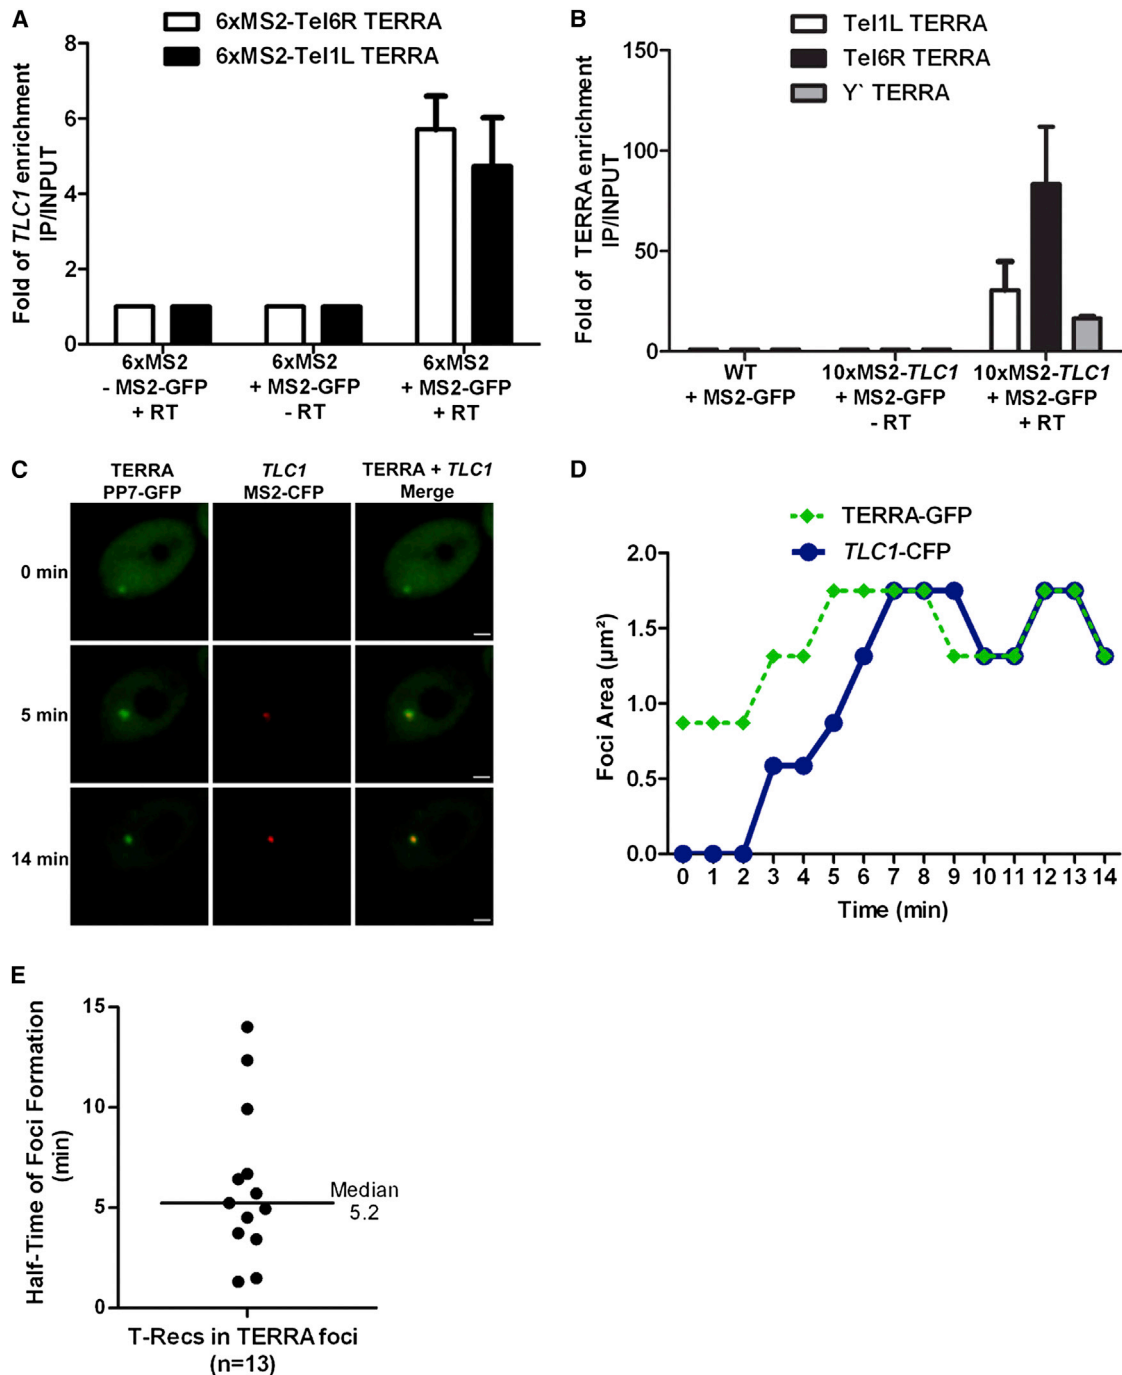 A
6xMS2-Tel6R TERRA
6xMS2-Tel1L TERRA
Fold of TLC1 enrichment
IP/INPUT
8
6
4
2
0
6xMS2
- MS2-GFP
+ RT
6xMS2
+ MS2-GFP
- RT
6xMS2
+ MS2-GFP
+ RT
B
Tel1L TERRA
Tel6R TERRA
Y` TERRA
Fold of TERRA enrichment
IP/INPUT
150
100
50
0
WT
+ MS2-GFP
10xMS2-TLC1
+ MS2-GFP
- RT
10xMS2-TLC1
+ MS2-GFP
+ RT
C
TERRA
PP7-GFP
TLC1
MS2-CFP
TERRA + TLC1
Merge
0 min
5 min
14 min
D
TERRA-GFP
TLC1-CFP
Foci Area (µm²)
2.0
1.5
1.0
0.5
0.0
0 1 2 3 4 5 6 7 8 9 10 11 12 13 14
Time (min)
E
Half-Time of Foci Formation
(min)
15
10
5
0
Median
5.2
T-Recs in TERRA foci
(n=13)